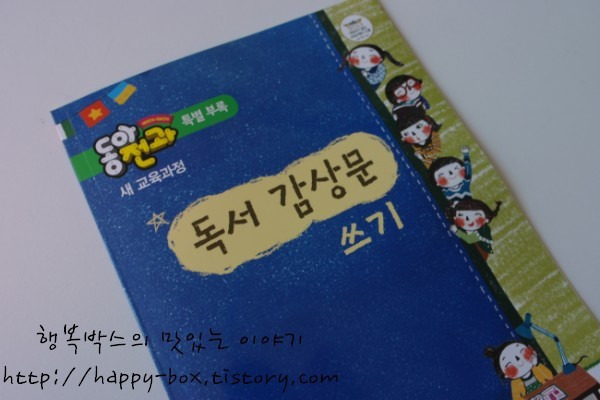 동아전과
특별 부록
새 교육과정
독서 감상문
쓰기
행복박스의 맛있는 이야기
http://happy-box.tistory.com